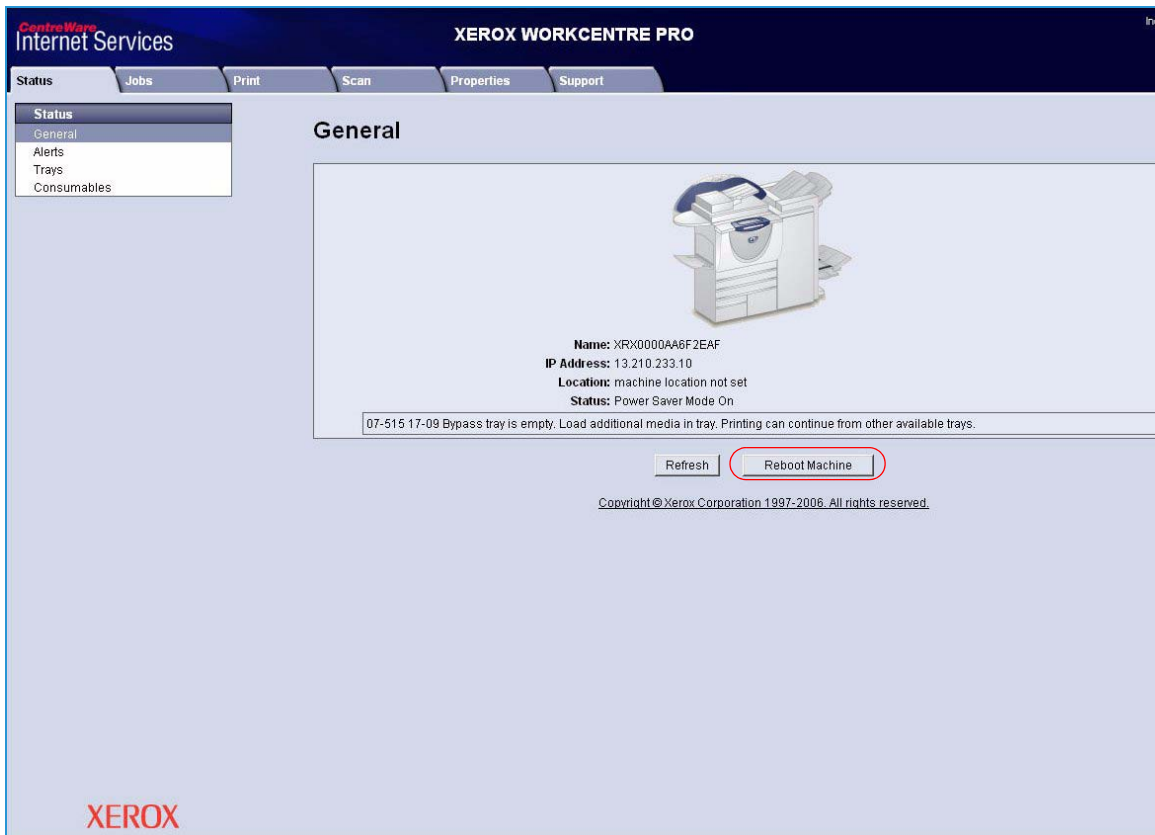 CentreWare
Internet Services
XEROX WORKCENTRE PRO
Status
Jobs
Print
Scan
Properties
Support
Status
General
Alerts
Trays
Consumables
General
Name: XRX0000AA6F2EAF
IP Address: 13.210.233.10
Location: machine location not set
Status: Power Saver Mode On
07-515 17-09 Bypass tray is empty. Load additional media in tray. Printing can continue from other available trays.
Refresh
Reboot Machine
Copyright © Xerox Corporation 1997-2006. All rights reserved.
XEROX